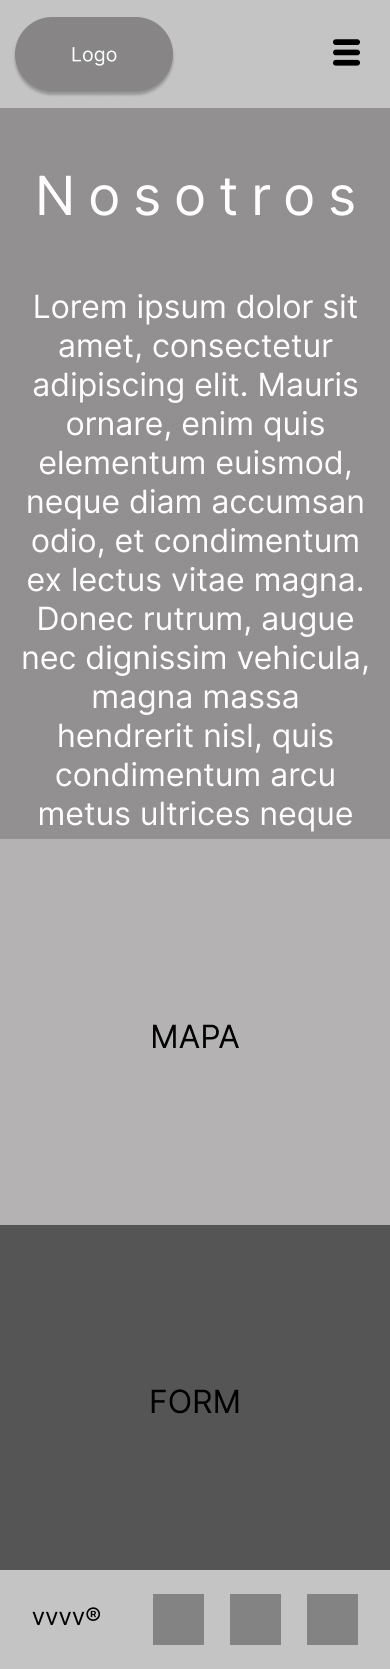 Logo
Nosotros
Lorem ipsum dolor sit
amet, consectetur
adipiscing elit. Mauris
ornare, enim quis
elementum euismod,
neque diam accumsan
odio, et condimentum
ex lectus vitae magna.
Donec rutrum, augue
nec dignissim vehicula,
magna massa
hendrerit nisl, quis
condimentum arcu
metus ultrices neque
MAPA
FORM
vvvv®